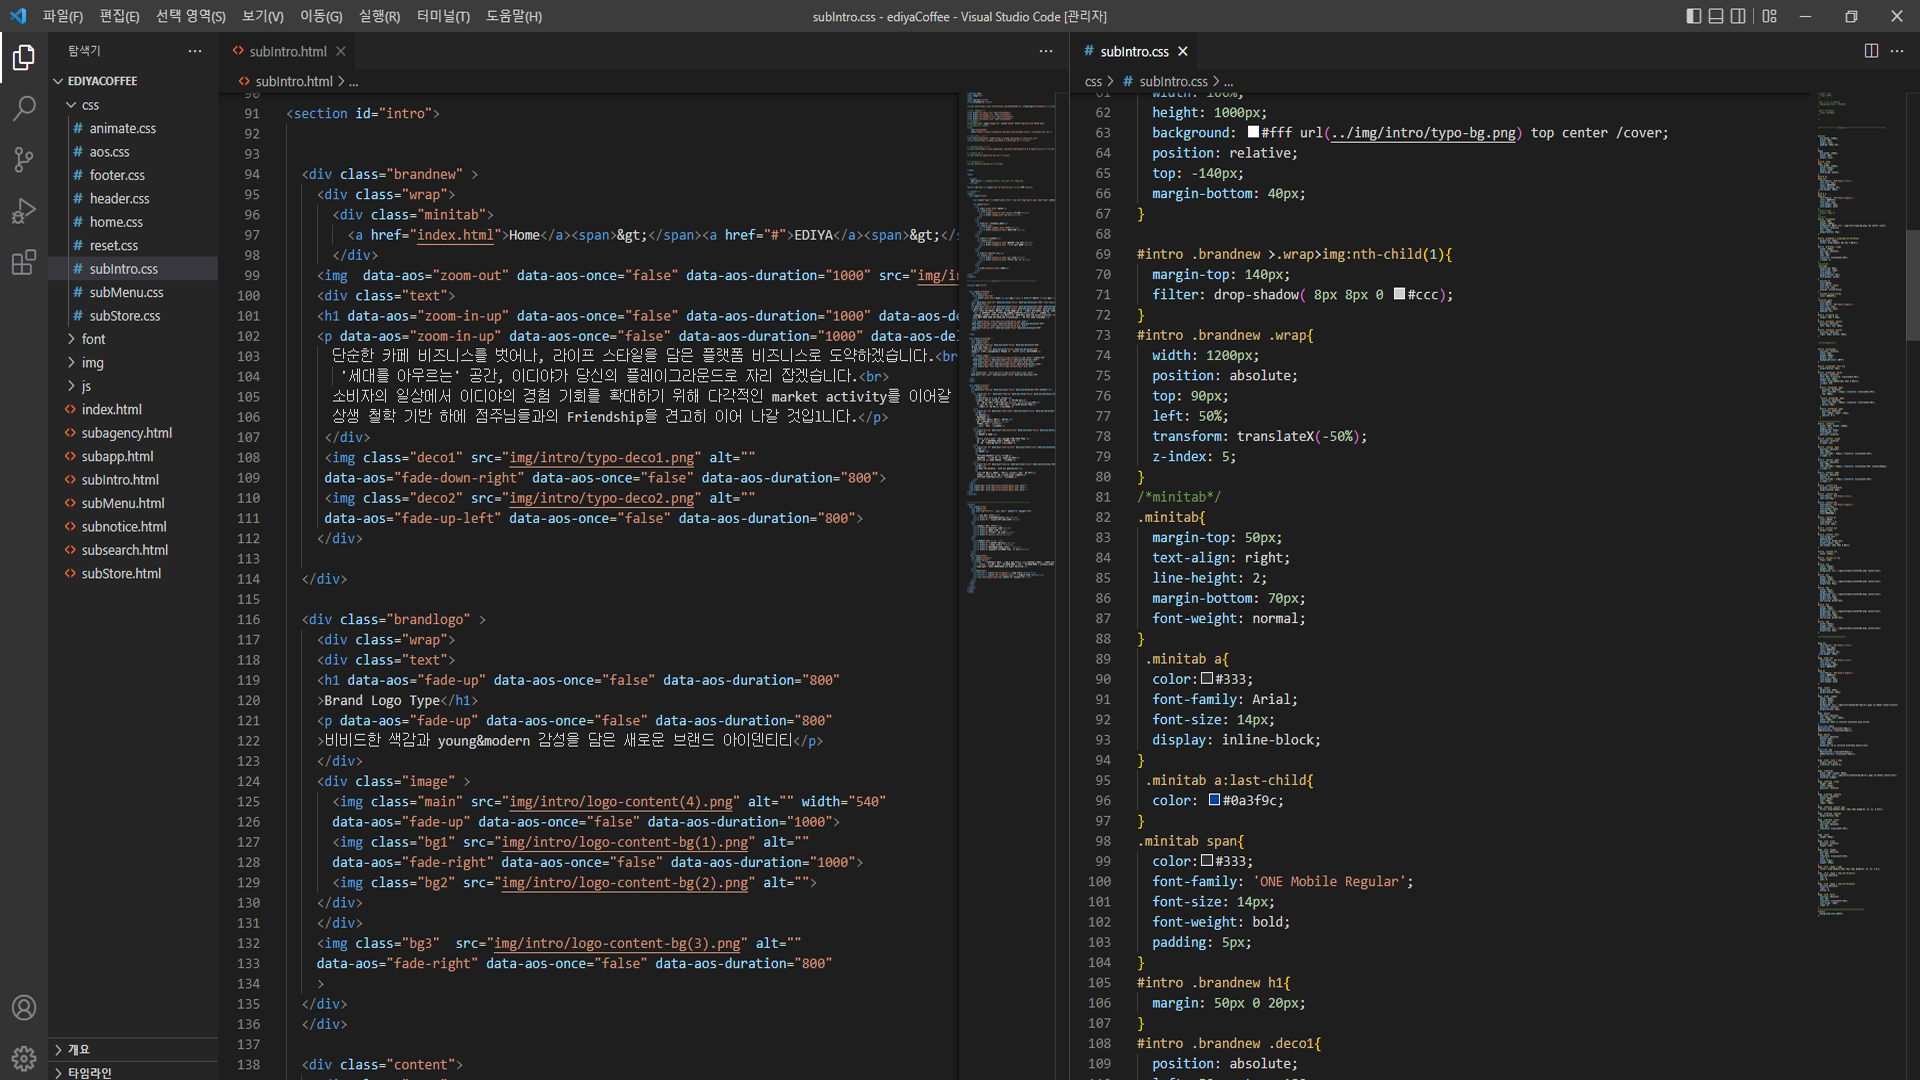 파일(F) 편집(E) 선택 영역(S) 보기(V) 이동(G) 실행(R) 터미널(T) 도움말(H)
subIntro.css - ediyaCoffee - Visual Studio Code [관리자]
탐색기
EDIYACOFFEE
css
# animate.css
# aos.css
# footer.css
# header.css
# home.css
# reset.css
# subIntro.css
# subMenu.css
# subStore.css
font
img
js
index.html
subagency.html
subapp.html
subIntro.html
subMenu.html
subnotice.html
subsearch.html
subStore.html
개요
타임라인
subIntro.html
subIntro.html > ...
90
91 <section id="intro">
92
93
94 <div class="brandnew" >
95 <div class="wrap">
96 <div class="minitab">
97 <a href="index.html">Home</a><span>&gt;</span><a href="#">EDIYA</a><span>&gt;</s
98 </div>
99 <img  data-aos="zoom-out" data-aos-once="false" data-aos-duration="1000" src="img/in
100 <div class="text">
101 <h1 data-aos="zoom-in-up" data-aos-once="false" data-aos-duration="1000" data-aos-de
102 <p data-aos="zoom-in-up" data-aos-once="false" data-aos-duration="1000" data-aos-del
103 단순한 카페 비즈니스를 벗어나, 라이프 스타일을 담은 플랫폼 비즈니스로 도약하겠습니다.<br
104 '세대를 아우르는' 공간, 이디야가 당신의 플레이그라운드로 자리 잡겠습니다.<br>
105 소비자의 일상에서 이디야의 경험 기회를 확대하기 위해 다각적인 market activity를 이어갈
106 상생 철학 기반 하에 점주님들과의 Friendship을 견고히 이어 나갈 것입1니다.</p>
107 </div>
108 <img class="deco1" src="img/intro/typo-deco1.png" alt=""
109 data-aos="fade-down-right" data-aos-once="false" data-aos-duration="800">
110 <img class="deco2" src="img/intro/typo-deco2.png" alt=""
111 data-aos="fade-up-left" data-aos-once="false" data-aos-duration="800">
112 </div>
113
114 </div>
115
116 <div class="brandlogo" >
117 <div class="wrap">
118 <div class="text">
119 <h1 data-aos="fade-up" data-aos-once="false" data-aos-duration="800"
120 >Brand Logo Type</h1>
121 <p data-aos="fade-up" data-aos-once="false" data-aos-duration="800"
122 >비비드한 색감과 young&modern 감성을 담은 새로운 브랜드 아이덴티티</p>
123 </div>
124 <div class="image" >
125 <img class="main" src="img/intro/logo-content(4).png" alt="" width="540"
126 data-aos="fade-up" data-aos-once="false" data-aos-duration="1000">
127 <img class="bg1" src="img/intro/logo-content-bg(1).png" alt=""
128 data-aos="fade-right" data-aos-once="false" data-aos-duration="1000">
129 <img class="bg2" src="img/intro/logo-content-bg(2).png" alt="">
130 </div>
131 </div>
132 <img class="bg3"  src="img/intro/logo-content-bg(3).png" alt=""
133 data-aos="fade-right" data-aos-once="false" data-aos-duration="800"
134 >
135 </div>
136 </div>
137
138 <div class="content">
# subIntro.css
css > # subIntro.css > ...
61 width: 100%;
62 height: 1000px;
63 background: #fff url(../img/intro/typo-bg.png) top center /cover;
64 position: relative;
65 top: -140px;
66 margin-bottom: 40px;
67 }
68
69 #intro .brandnew >.wrap>img:nth-child(1){
70 margin-top: 140px;
71 filter: drop-shadow( 8px 8px 0 #ccc);
72 }
73 #intro .brandnew .wrap{
74 width: 1200px;
75 position: absolute;
76 top: 90px;
77 left: 50%;
78 transform: translateX(-50%);
79 z-index: 5;
80 }
81 /*minitab*/
82 .minitab{
83 margin-top: 50px;
84 text-align: right;
85 line-height: 2;
86 margin-bottom: 70px;
87 font-weight: normal;
88 }
89 .minitab a{
90 color:#333;
91 font-family: Arial;
92 font-size: 14px;
93 display: inline-block;
94 }
95 .minitab a:last-child{
96 color: #0a3f9c;
97 }
98 .minitab span{
99 color:#333;
100 font-family: 'ONE Mobile Regular';
101 font-size: 14px;
102 font-weight: bold;
103 padding: 5px;
104 }
105 #intro .brandnew h1{
106 margin: 50px 0 20px;
107 }
108 #intro .brandnew .deco1{
109 position: absolute;